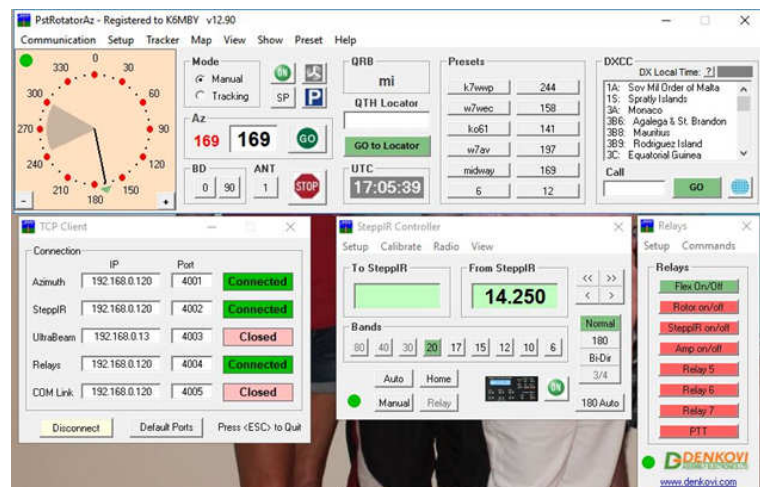 PstRotatorAz - Registered to K6MBY v12.90
Communication Setup Tracker Map View Show Preset Help
0
30
60
90
120
150
180
210
240
270
300
330
-
+
Mode
Manual
Tracking
ON
SP
P
Az
169
169
GO
BD
0
90
ANT
1
STOP
QRB
mi
QTH Locator
GO to Locator
UTC
17:05:39
Presets
k7wwp 244
w7wec 158
ko61 141
w7av 197
midway 169
6 12
DXCC
DX Local Time: ?
1A: Sov Mil Order of Malta
1S: Spratly Islands
3A: Monaco
3B6: Agalega & St. Brandon
3B8: Mauritius
3B9: Rodriguez Island
3C: Equatorial Guinea
Call
GO
TCP Client
Connection
IP Port
Azimuth 192.168.0.120 4001 Connected
SteppIR 192.168.0.120 4002 Connected
UltraBeam 192.168.0.13 4003 Closed
Relays 192.168.0.120 4004 Connected
COM Link 192.168.0.120 4005 Closed
Disconnect Default Ports Press <ESC> to Quit
SteppIR Controller
Setup Calibrate Radio View
To SteppIR
From SteppIR
14.250
<< >>
< >
Bands
80 40 30 20 17 15 12 10 6
Normal
180
Bi-Dir
3/4
180 Auto
Auto Home
Manual Relay
ON
Relays
Setup Commands
Relays
Flex On/Off
Rotor on/off
SteppIR on/off
Amp on/off
Relay 5
Relay 6
Relay 7
PTT
DENKOVI
www.denkovi.com